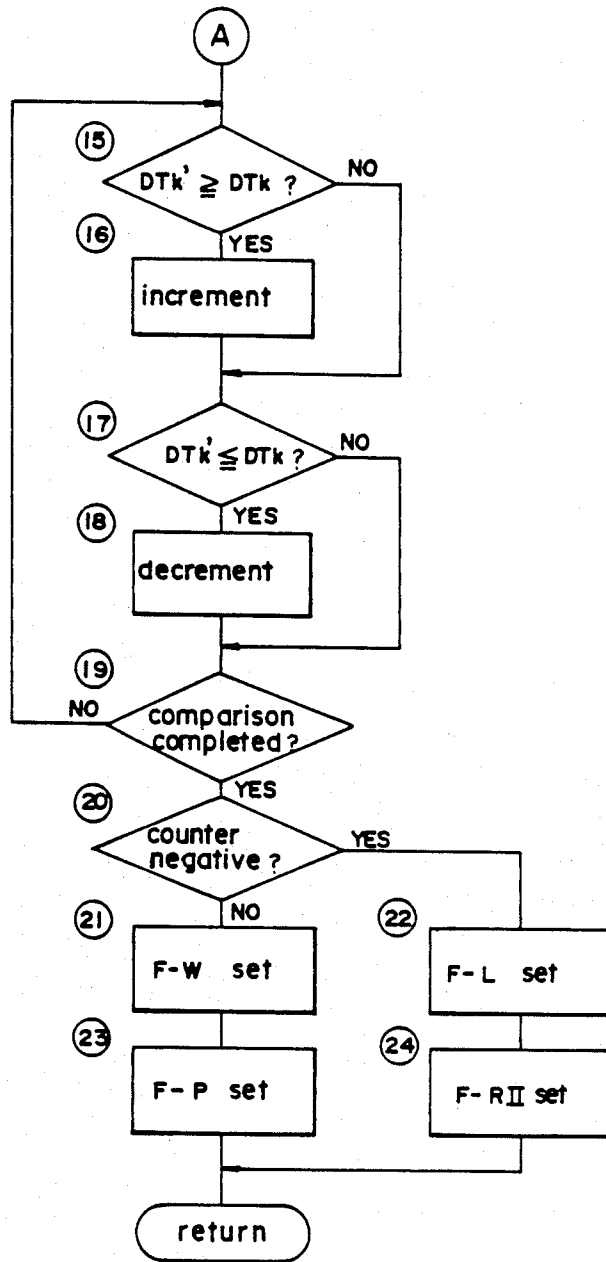 A
15
DTk' ≧ DTk ?
NO
16
YES
increment
17
DTk' ≦ DTk ?
NO
18
YES
decrement
19
NO
comparison
completed ?
YES
20
counter
negative ?
YES
NO
21
F-W set
22
F-L set
23
F-P set
24
F-RII set
return